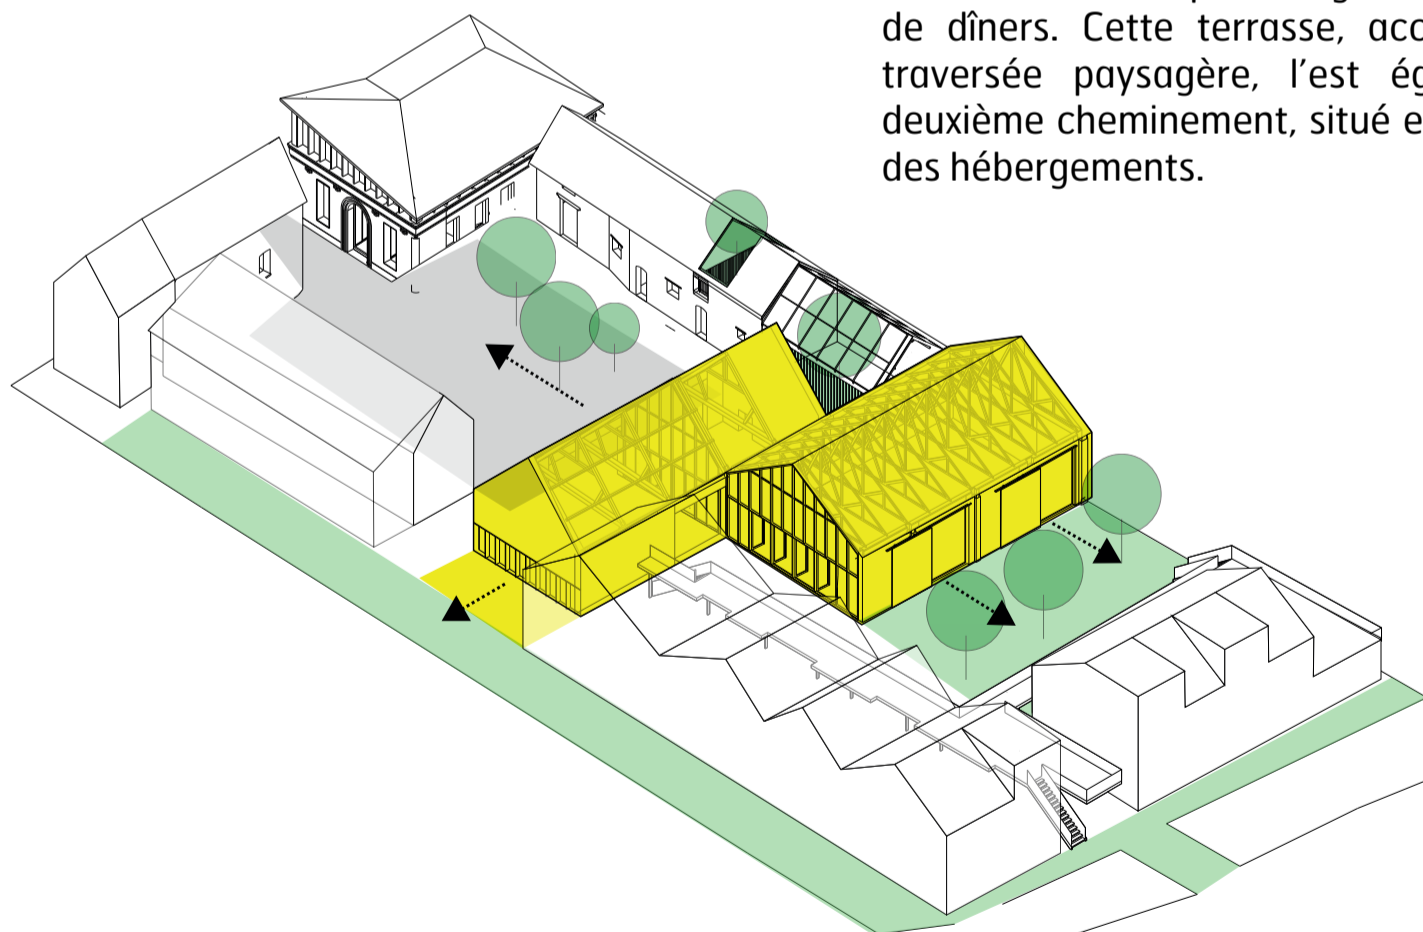 de dîners. Cette terrasse,
traversée paysagère, l’est
deuxième cheminement, situé
des hébergements.